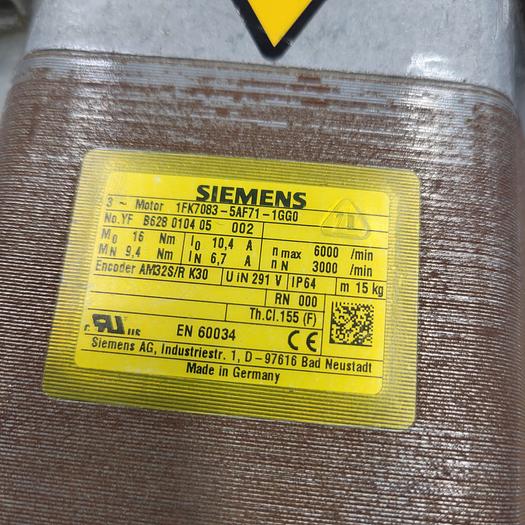 SIEMENS
3 ~ Motor 1FK7083-5AF71-1GG0
No.YF B628 0104 05 002
M0 16 Nm I0 10,4 A n max 6000 /min
MN 9,4 Nm IN 6,7 A n N 3000 /min
Encoder AM32S/R K30 U IN 291 V IP64 m 15 kg
RN 000
Th.Cl.155 (F)
EN 60034 CE
Siemens AG, Industriestr. 1, D-97616 Bad Neustadt
Made in Germany